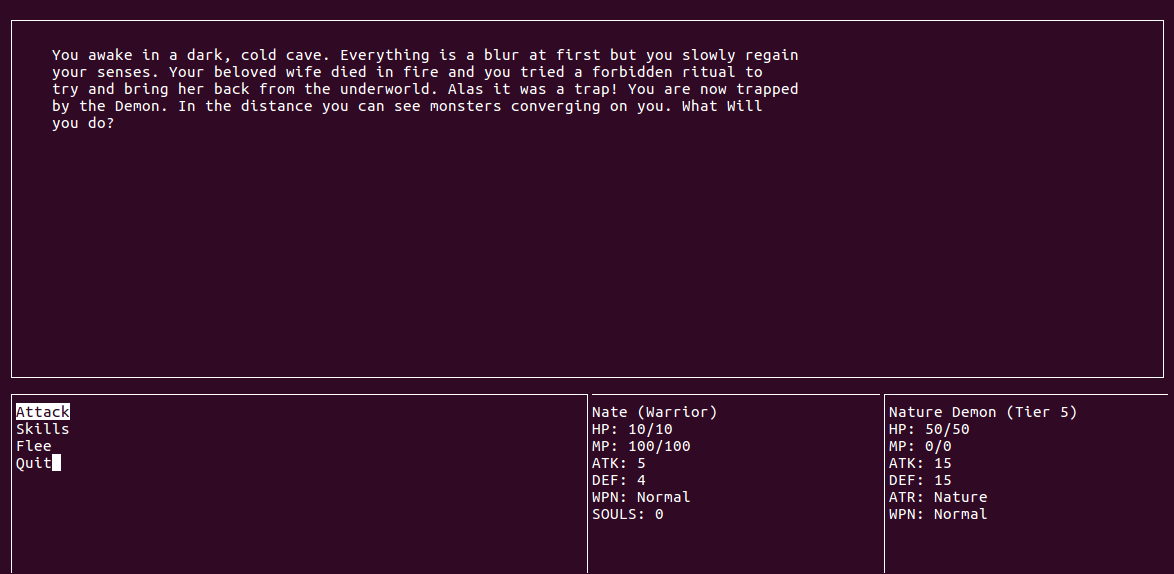 You awake in a dark, cold cave. Everything is a blur at first but you slowly regain
your senses. Your beloved wife died in fire and you tried a forbidden ritual to
try and bring her back from the underworld. Alas it was a trap! You are now trapped
by the Demon. In the distance you can see monsters converging on you. What Will
you do?
Attack
Skills
Flee
Quit
Nate (Warrior)
HP: 10/10
MP: 100/100
ATK: 5
DEF: 4
WPN: Normal
SOULS: 0
Nature Demon (Tier 5)
HP: 50/50
MP: 0/0
ATK: 15
DEF: 15
ATR: Nature
WPN: Normal